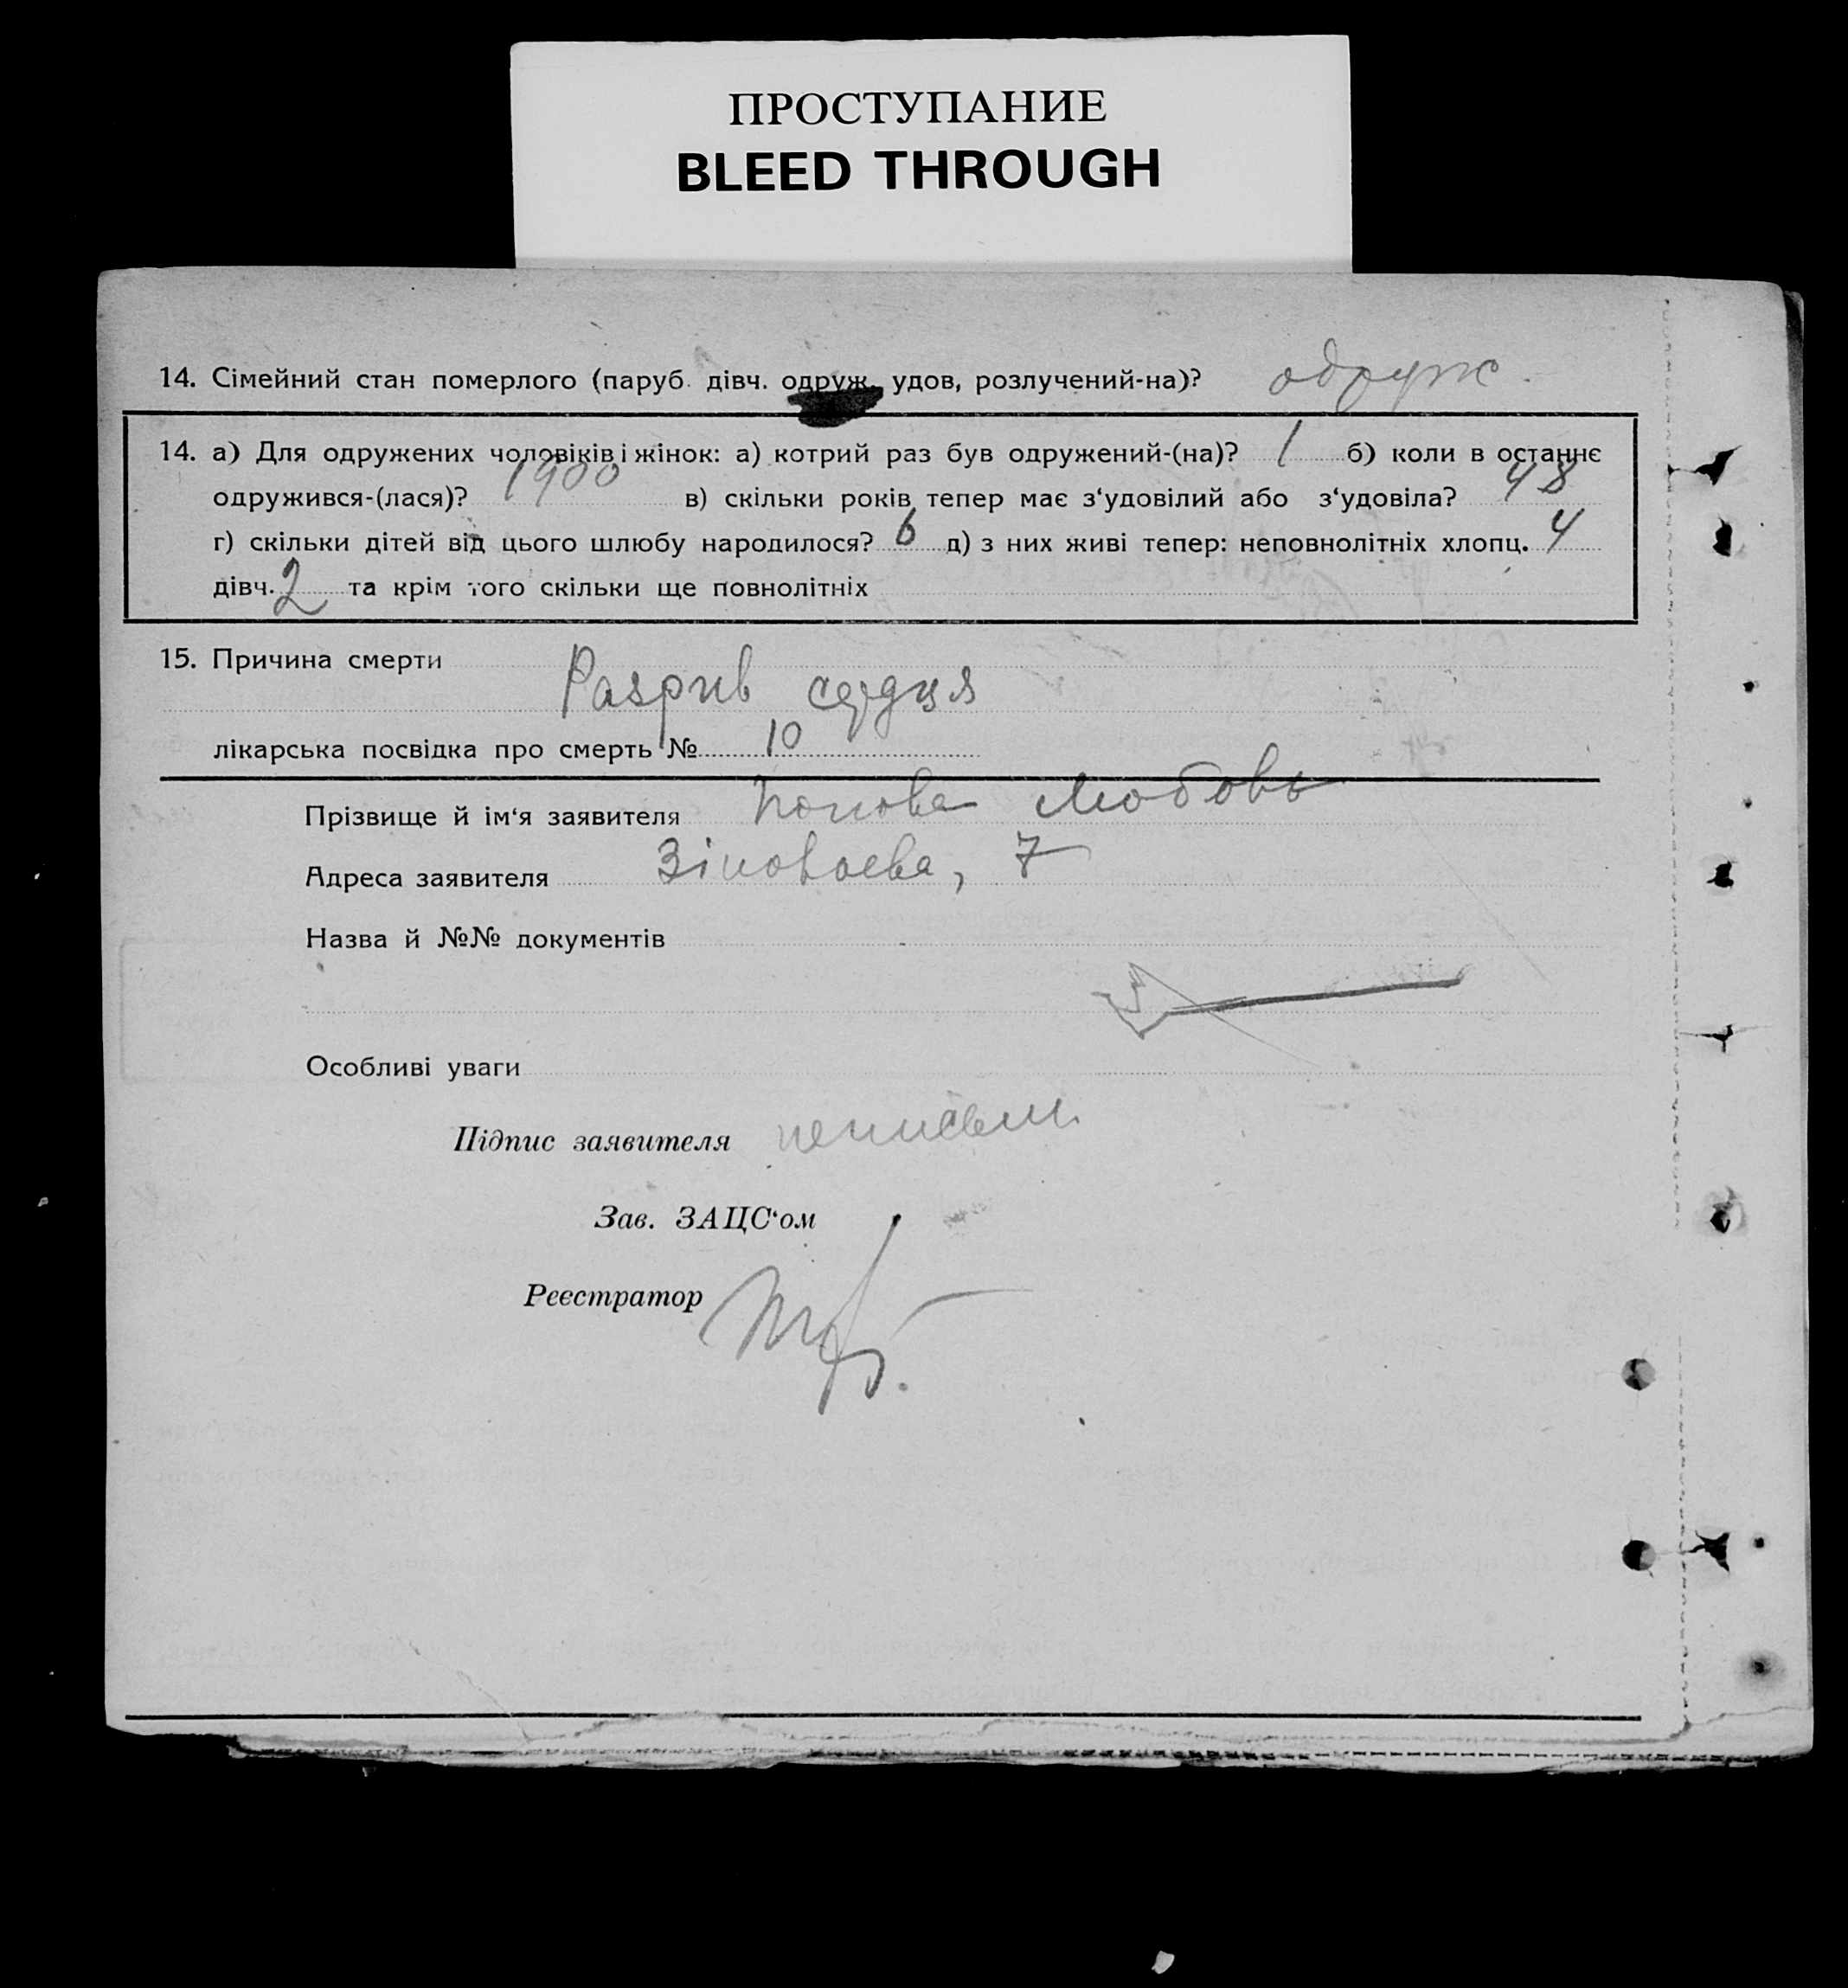 ПРОСТУПАНИЕ
BLEED THROUGH
14. Сімейний стан померлого (паруб. дівч. одруж. удов, розлучений-на)? одруж.
14. а) Для одружених чоловіків і жінок: а) котрий раз був одружений-(на)? 1 б) коли в останнє
одружився-(лася)? 1900 в) скільки років тепер має з‘удовілий або з‘удовіла? 48
г) скільки дітей від цього шлюбу народилося? 6 д) з них живі тепер: неповнолітніх хлопц. 4
дівч. 2 та крім того скільки ще повнолітніх
15. Причина смерти
Разрив сердця
лікарська посвідка про смерть № 10
Прізвище й ім‘я заявителя Попова Любовь
Адреса заявителя 7
Назва й №№ документів
Особливі уваги
Підпис заявителя
Зав. ЗАЦС‘ом
Реєстратор